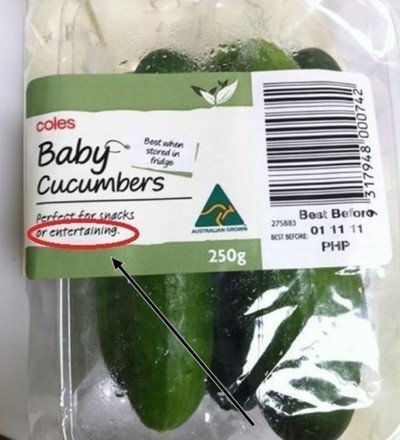 coles
Baby
Cucumbers
Best when
stored in
fridge
Perfect for snacks
or entertaining.
AUSTRALIAN GROWN
250g
9 317948 000742
275883
Best Before
BEST BEFORE: 01 11 11
PHP